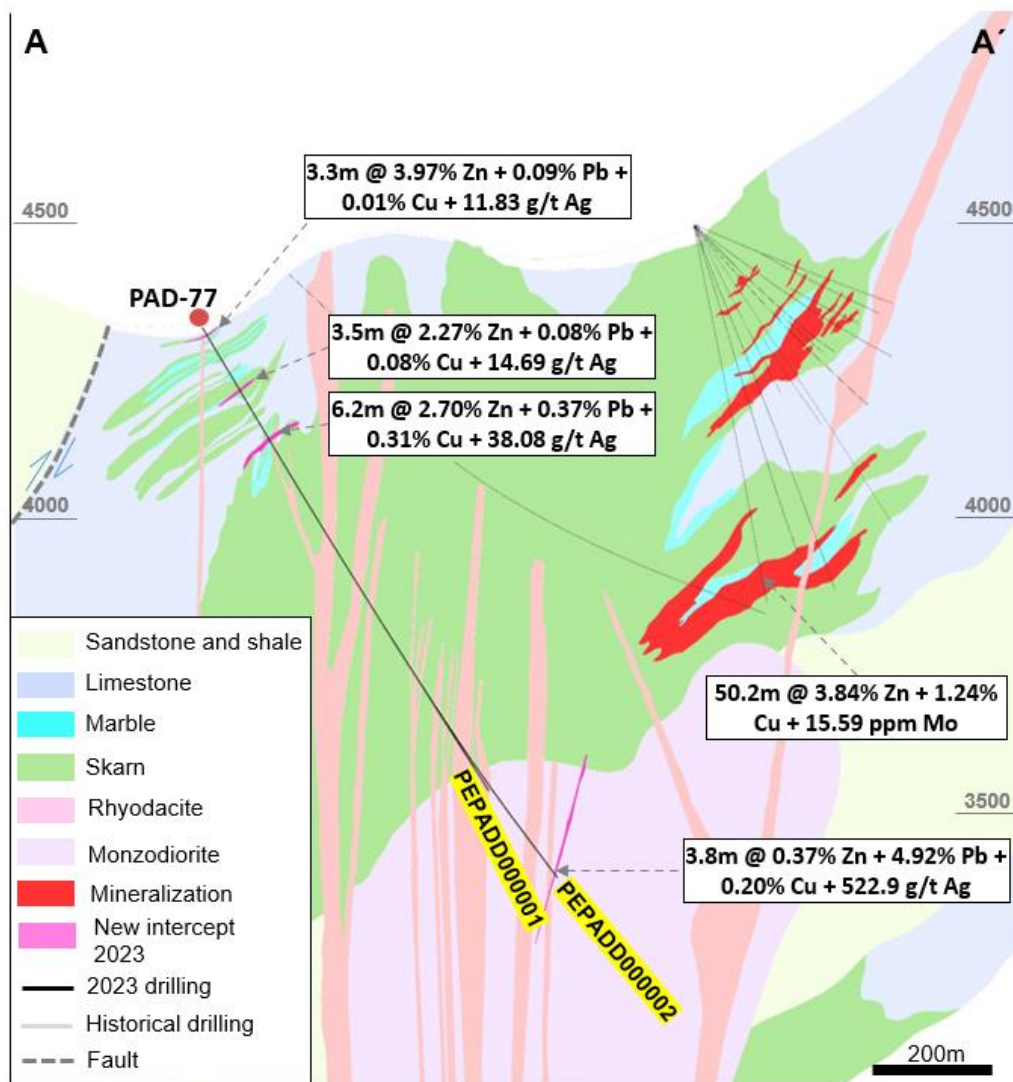 A
A´
3.3m @ 3.97% Zn + 0.09% Pb +
0.01% Cu + 11.83 g/t Ag
4500
4500
PAD-77
3.5m @ 2.27% Zn + 0.08% Pb +
0.08% Cu + 14.69 g/t Ag
6.2m @ 2.70% Zn + 0.37% Pb +
0.31% Cu + 38.08 g/t Ag
4000
4000
Sandstone and shale
Limestone
Marble
Skarn
Rhyodacite
Monzodiorite
Mineralization
New intercept
2023
2023 drilling
Historical drilling
Fault
50.2m @ 3.84% Zn + 1.24%
Cu + 15.59 ppm Mo
3500
PEPADD000001
PEPADD000002
3.8m @ 0.37% Zn + 4.92% Pb +
0.20% Cu + 522.9 g/t Ag
200m